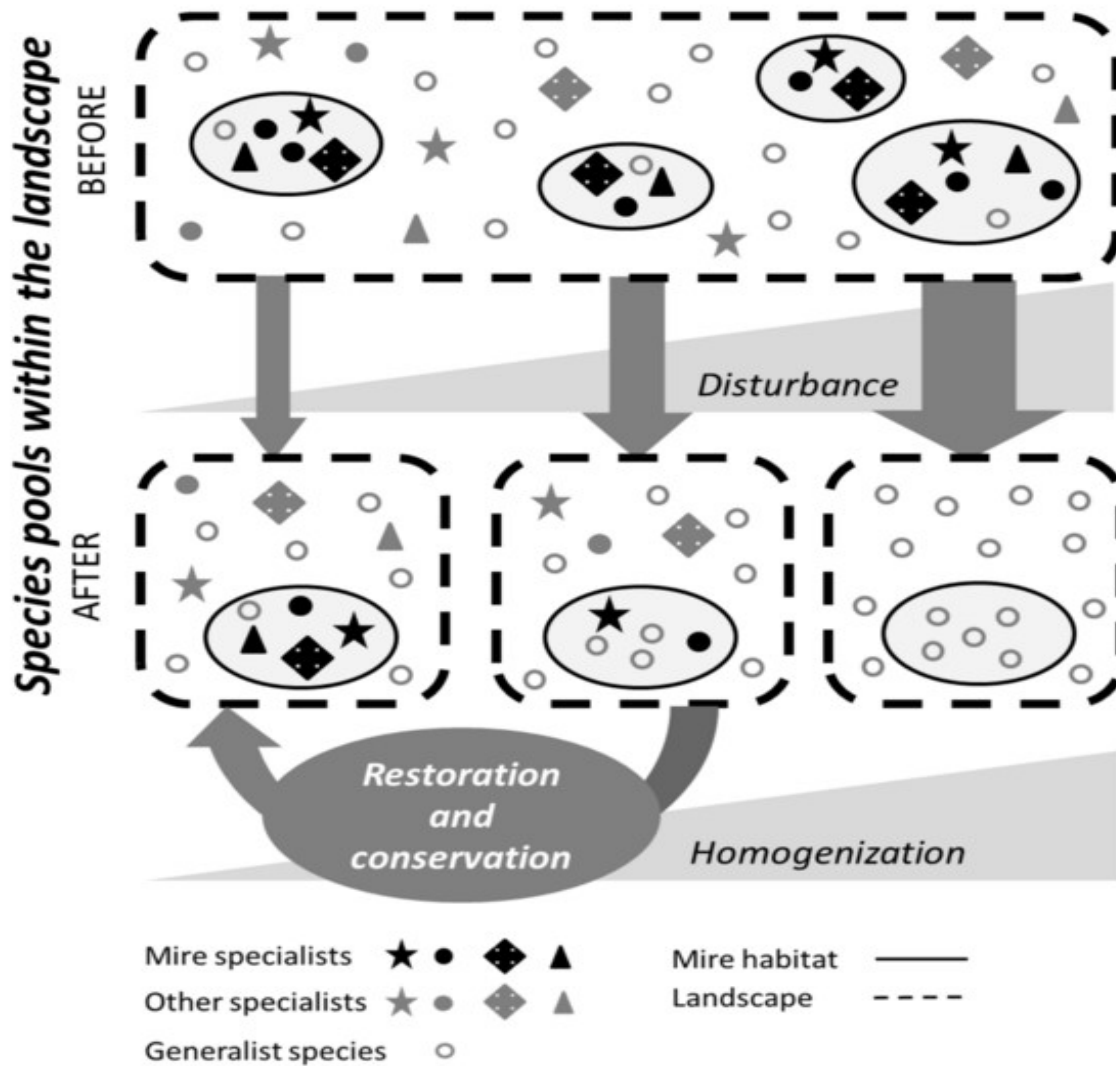 Species pools within the landscape
BEFORE
Disturbance
AFTER
Restoration
and
conservation
Homogenization
Mire specialists
Other specialists
Generalist species
Mire habitat
Landscape